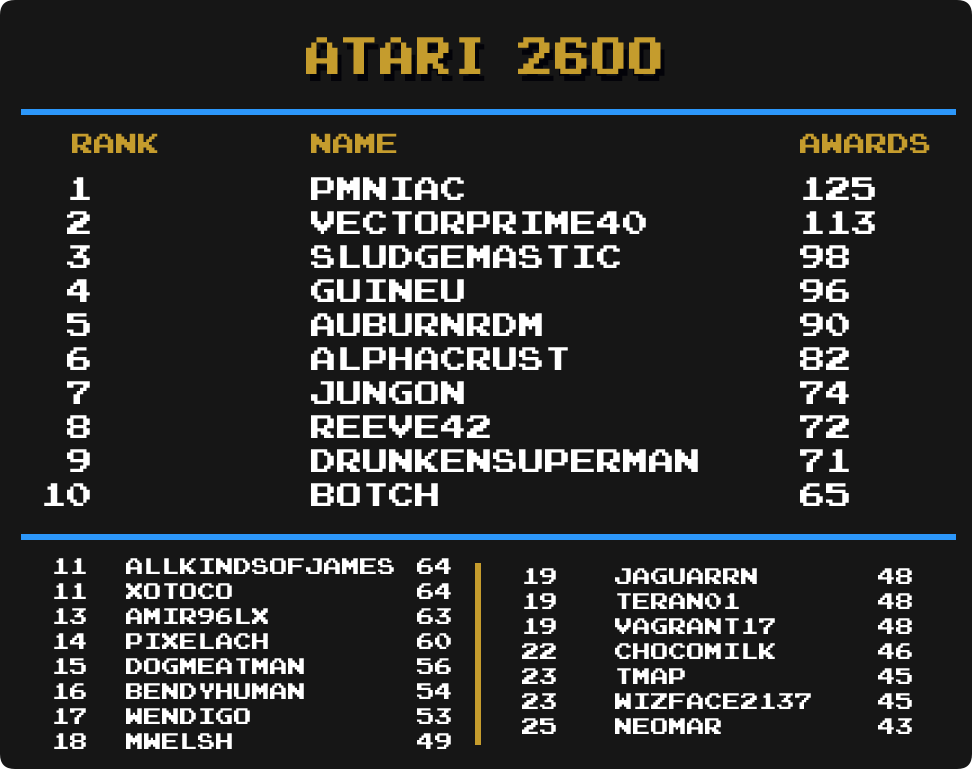 ATARI 2600
RANK NAME AWARDS
1 PMNIAC 125
2 VECTORPRIME40 113
3 SLUDGEMASTIC 98
4 GUINEU 96
5 AUBURNRDM 90
6 ALPHACRUST 82
7 JUNGON 74
8 REEVE42 72
9 DRUNKENSUPERMAN 71
10 BOTCH 65
11 ALLKINDSOFJAMES 64
11 XOTOCO 64
13 AMIR96LX 63
14 PIXELACH 60
15 DOGMEATMAN 56
16 BENDYHUMAN 54
17 WENDIGO 53
18 MWELSH 49
19 JAGUARRN 48
19 TERAN01 48
19 VAGRANT17 48
22 CHOCOMILK 46
23 TMAP 45
23 WIZFACE2137 45
25 NEOMAR 43